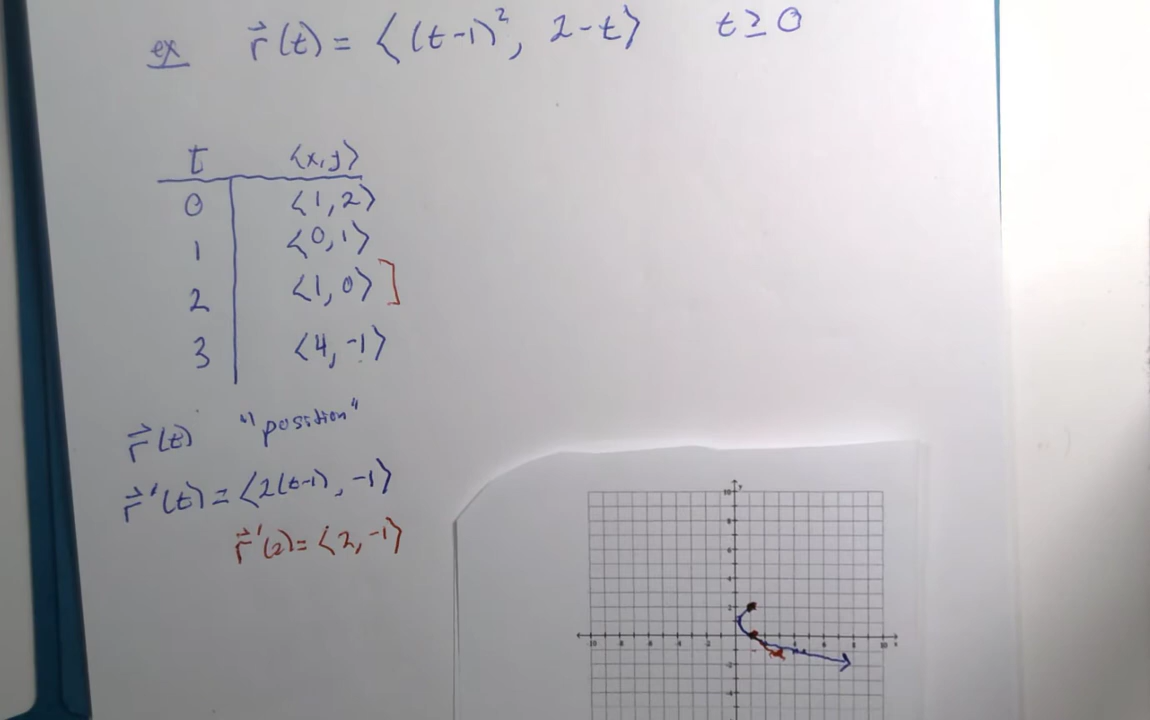 ex r⃗(t) = ⟨(t-1)², 2-t⟩ t ≥ 0
t ⟨x,y⟩
0 ⟨1,2⟩
1 ⟨0,1⟩
2 ⟨1,0⟩]
3 ⟨4,-1⟩
r⃗(t) "position"
r⃗'(t) = ⟨2(t-1), -1⟩
r⃗'(2) = ⟨2,-1⟩